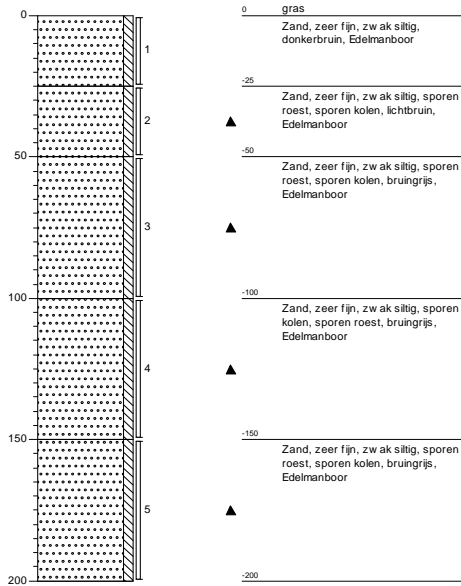 0
50
100
150
200
1
2
3
4
5
0 gras
Zand, zeer fijn, zwak siltig,
donkerbruin, Edelmanboor
-25
Zand, zeer fijn, zwak siltig, sporen
roest, sporen kolen, lichtbruin,
Edelmanboor
-50
Zand, zeer fijn, zwak siltig, sporen
roest, sporen kolen, bruingrijs,
Edelmanboor
-100
Zand, zeer fijn, zwak siltig, sporen
kolen, sporen roest, bruingrijs,
Edelmanboor
-150
Zand, zeer fijn, zwak siltig, sporen
roest, sporen kolen, bruingrijs,
Edelmanboor
-200